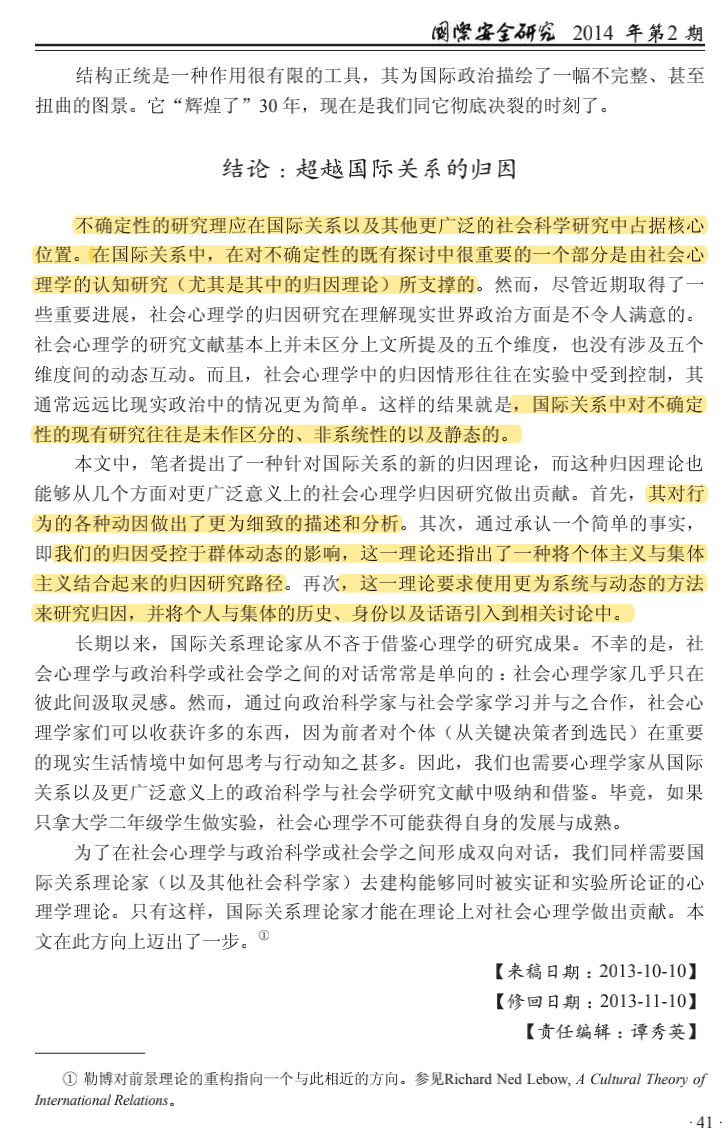 國際安全研究 2014 年第2 期
结构正统是一种作用很有限的工具，其为国际政治描绘了一幅不完整、甚至
扭曲的图景。它“辉煌了”30 年，现在是我们同它彻底决裂的时刻了。
结论：超越国际关系的归因
不确定性的研究理应在国际关系以及其他更广泛的社会科学研究中占据核心
位置。在国际关系中，在对不确定性的既有探讨中很重要的一个部分是由社会心
理学的认知研究（尤其是其中的归因理论）所支撑的。然而，尽管近期取得了一
些重要进展，社会心理学的归因研究在理解现实世界政治方面是不令人满意的。
社会心理学的研究文献基本上并未区分上文所提及的五个维度，也没有涉及五个
维度间的动态互动。而且，社会心理学中的归因情形往往在实验中受到控制，其
通常远远比现实政治中的情况更为简单。这样的结果就是，国际关系中对不确定
性的现有研究往往是未作区分的、非系统性的以及静态的。
本文中，笔者提出了一种针对国际关系的新的归因理论，而这种归因理论也
能够从几个方面对更广泛意义上的社会心理学归因研究做出贡献。首先，其对行
为的各种动因做出了更为细致的描述和分析。其次，通过承认一个简单的事实，
即我们的归因受控于群体动态的影响，这一理论还指出了一种将个体主义与集体
主义结合起来的归因研究路径。再次，这一理论要求使用更为系统与动态的方法
来研究归因，并将个人与集体的历史、身份以及话语引入到相关讨论中。
长期以来，国际关系理论家从不吝于借鉴心理学的研究成果。不幸的是，社
会心理学与政治科学或社会学之间的对话常常是单向的：社会心理学家几乎只在
彼此间汲取灵感。然而，通过向政治科学家与社会学家学习并与之合作，社会心
理学家们可以收获许多的东西，因为前者对个体（从关键决策者到选民）在重要
的现实生活情境中如何思考与行动知之甚多。因此，我们也需要心理学家从国际
关系以及更广泛意义上的政治科学与社会学研究文献中吸纳和借鉴。毕竟，如果
只拿大学二年级学生做实验，社会心理学不可能获得自身的发展与成熟。
为了在社会心理学与政治科学或社会学之间形成双向对话，我们同样需要国
际关系理论家（以及其他社会科学家）去建构能够同时被实证和实验所论证的心
理学理论。只有这样，国际关系理论家才能在理论上对社会心理学做出贡献。本
文在此方向上迈出了一步。①
【来稿日期：2013-10-10】
【修回日期：2013-11-10】
【责任编辑：谭秀英】
① 勒博对前景理论的重构指向一个与此相近的方向。参见Richard Ned Lebow, A Cultural Theory of
International Relations。
· 41 ·